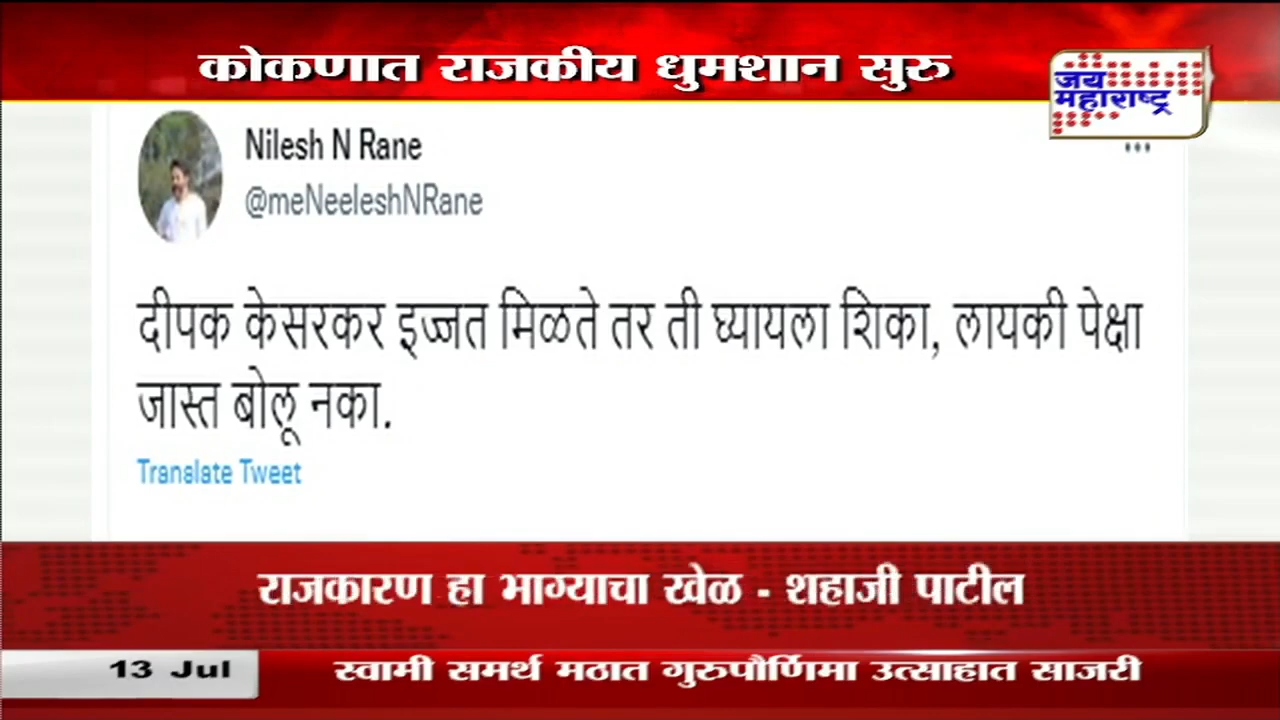 कोकणात राजकीय धुमशान सुरु
जय
महाराष्ट्र
Nilesh N Rane
@meNeeleshNRane
दीपक केसरकर इज्जत मिळते तर ती घ्यायला शिका, लायकी पेक्षा
जास्त बोलू नका.
Translate Tweet
राजकारण हा भाग्याचा खेळ - शहाजी पाटील
13 Jul
स्वामी समर्थ मठात गुरुपौर्णिमा उत्साहात साजरी